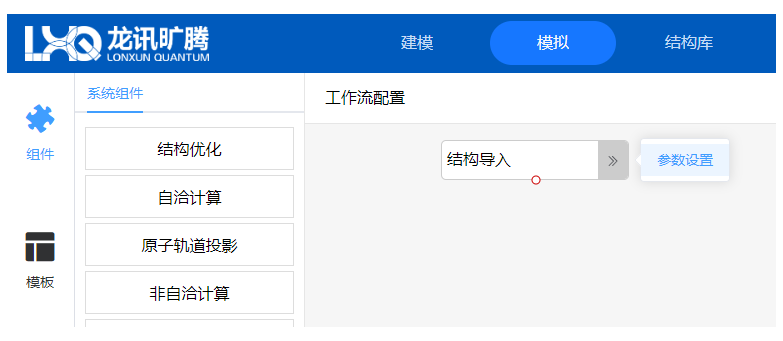 龙讯旷腾
LONXUN QUANTUM
建模
模拟
结构库
系统组件
工作流配置
组件
结构优化
自洽计算
原子轨道投影
非自洽计算
模板
结构导入
参数设置